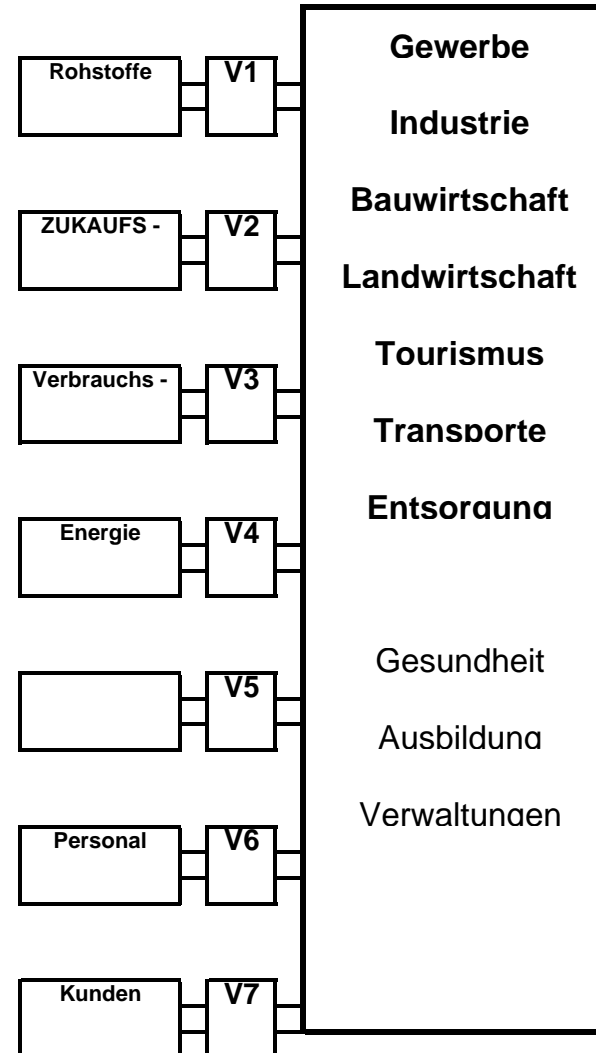 Rohstoffe
V1
ZUKAUFS -
V2
Verbrauchs -
V3
Energie
V4
V5
Personal
V6
Kunden
V7
Gewerbe
Industrie
Bauwirtschaft
Landwirtschaft
Tourismus
Transporte
Entsorgung
Gesundheit
Ausbildung
Verwaltungen